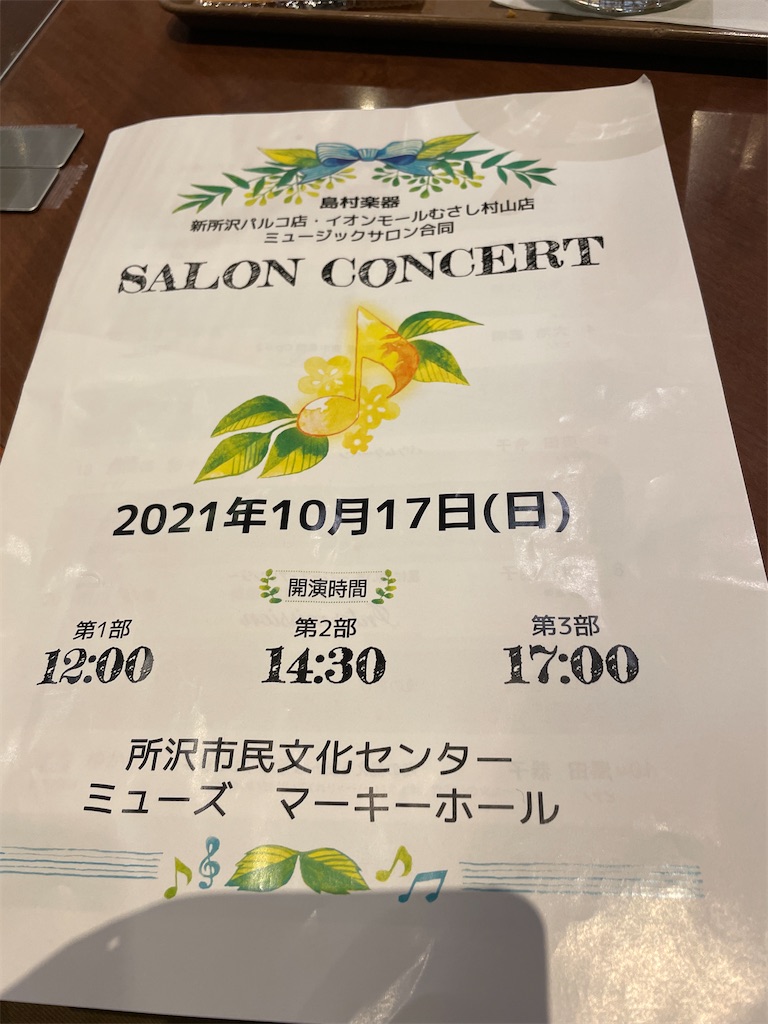 島村楽器
新所沢パルコ店・イオンモールむさし村山店
ミュージックサロン合同
SALON CONCERT
2021年10月17日(日)
開演時間
第1部 第2部 第3部
12:00 14:30 17:00
所沢市民文化センター
ミューズ マーキーホール